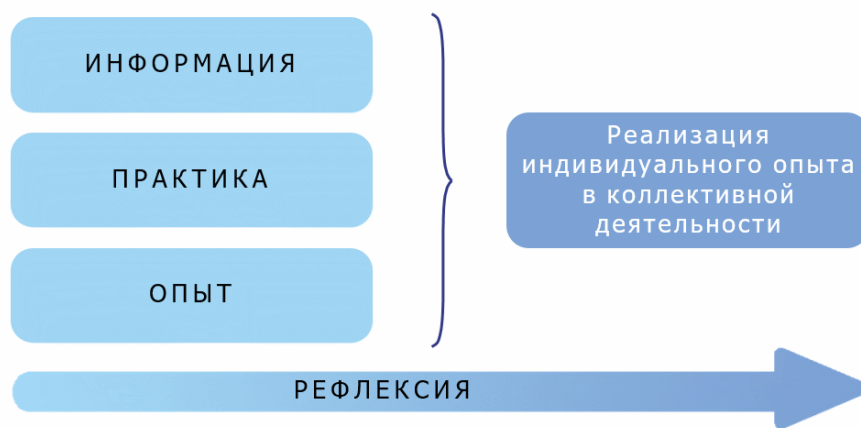 ИНФОРМАЦИЯ
ПРАКТИКА
ОПЫТ
Реализация
индивидуального опыта
в коллективной
деятельности
РЕФЛЕКСИЯ